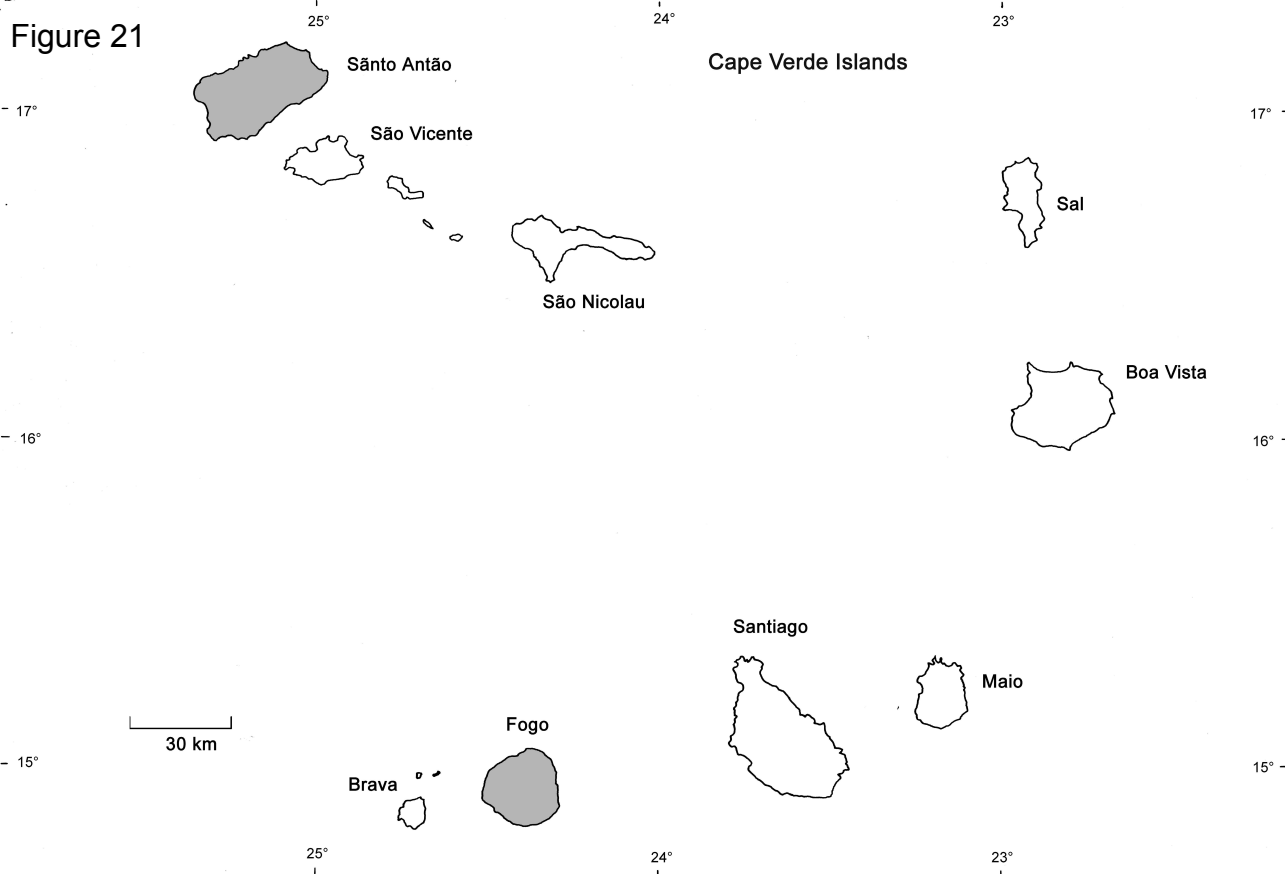 25°
24°
23°
Figure 21
Sãnto Antão
Cape Verde Islands
17°
17°
São Vicente
Sal
São Nicolau
Boa Vista
16°
16°
Santiago
Maio
Fogo
30 km
15°
15°
Brava
25°
24°
23°